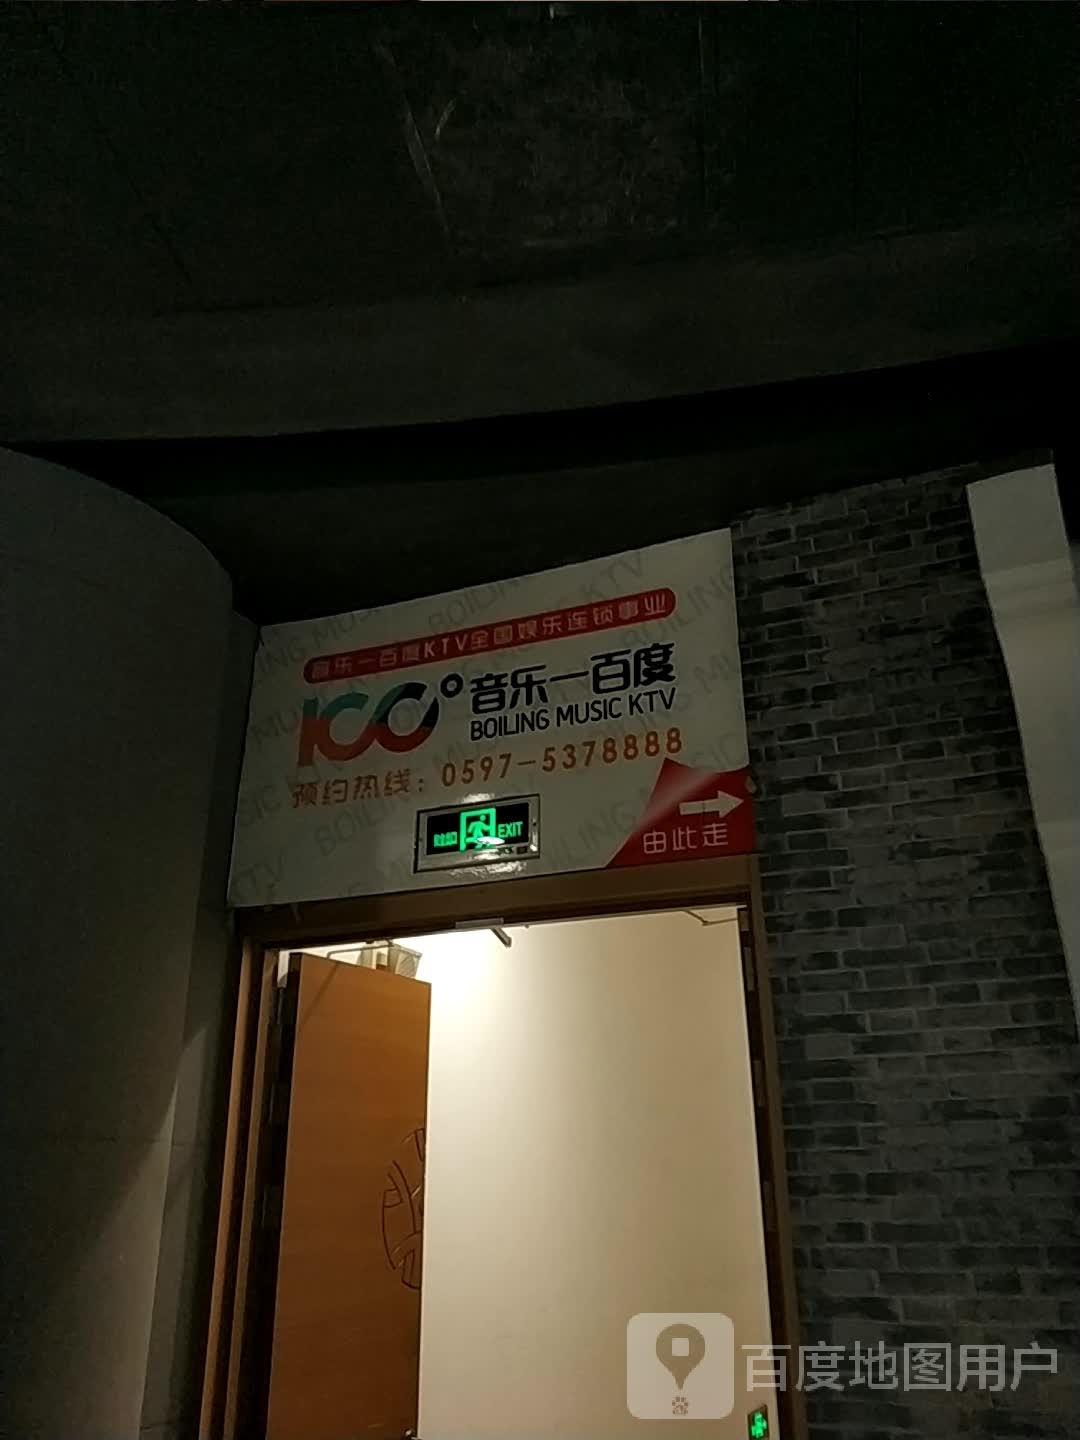 音乐一百度KTV全国娱乐连锁事业
100°音乐一百度
BOILING MUSIC KTV
预约热线：0597-5378888
EXIT
由此走
百度地图用户